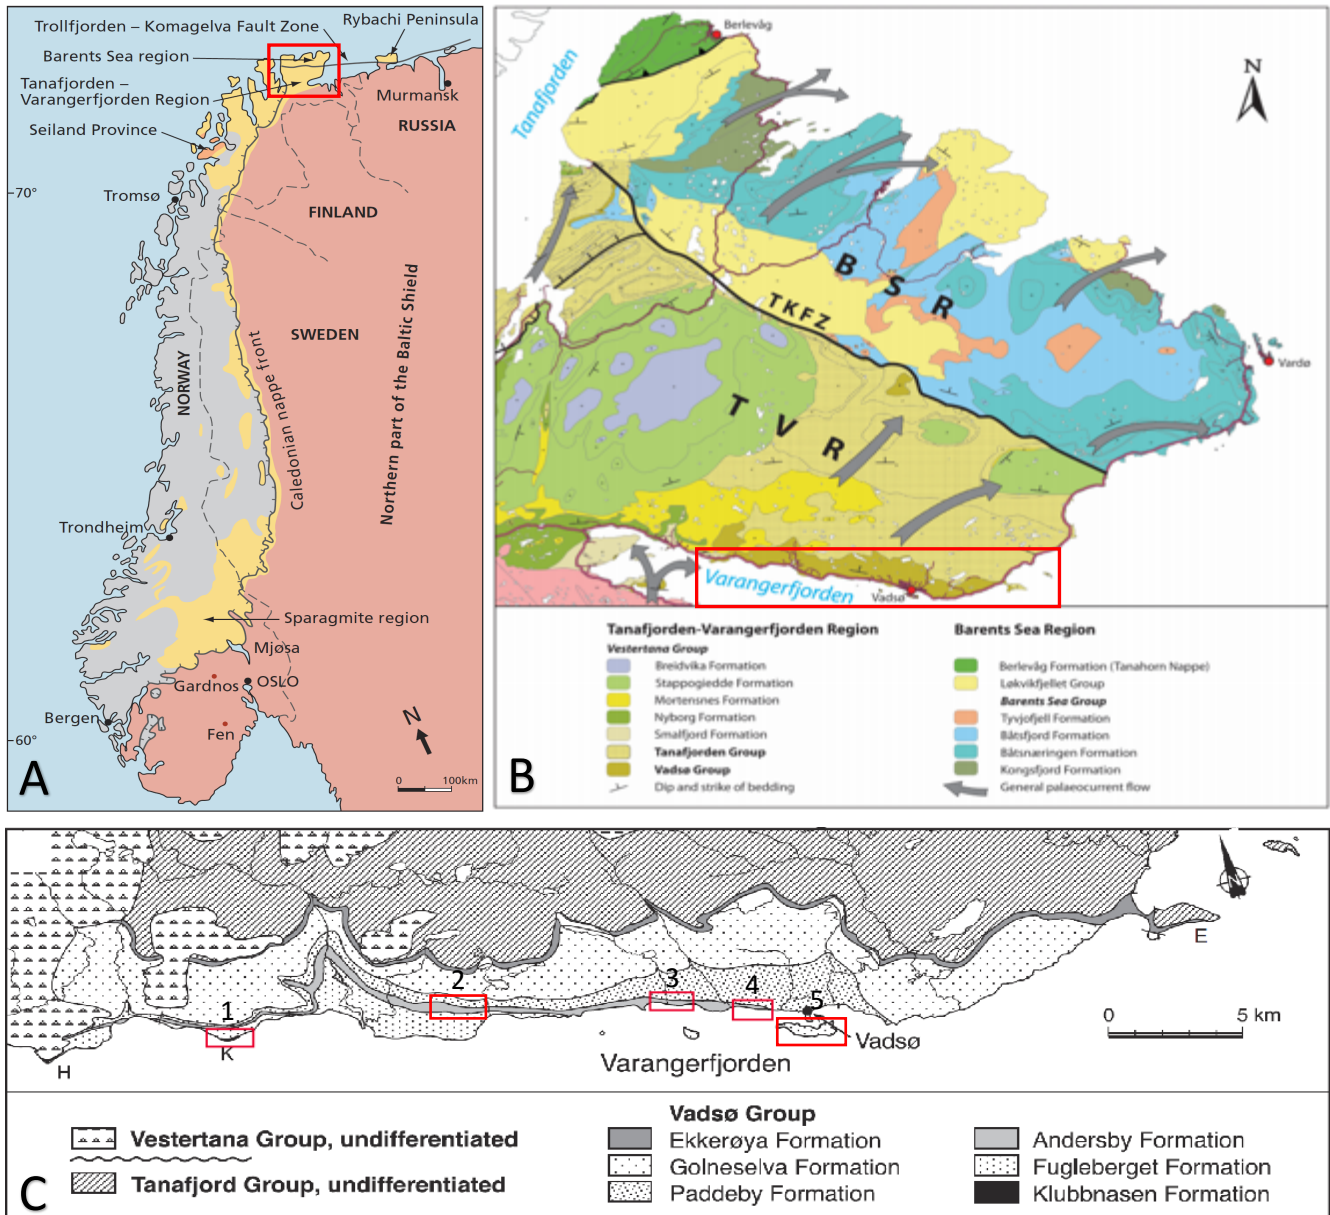 Trollfjorden – Komagelva Fault Zone
Rybachi Peninsula
Barents Sea region
Tanafjorden –
Varangerfjorden Region
Murmansk
RUSSIA
Seiland Province
70°
Tromsø
FINLAND
SWEDEN
NORWAY
Caledonian nappe front
Northern part of the Baltic Shield
Trondheim
Sparagmite region
Mjøsa
Gardnos
OSLO
Bergen
Fen
N
60°
0 100km
A
Berlevåg
Tanafjorden
N
B S R
TKFZ
Vardø
T V R
Varangerfjorden
Vadsø
B
Tanafjorden-Varangerfjorden Region
Vestertana Group
Breidvika Formation
Stappogiedde Formation
Mortensnes Formation
Nyborg Formation
Smalfjord Formation
Tanafjorden Group
Vadsø Group
Dip and strike of bedding
Barents Sea Region
Berlevåg Formation (Tanahorn Nappe)
Løkvikfjellet Group
Barents Sea Group
Tyvjofjell Formation
Båtsfjord Formation
Båtsnæringen Formation
Kongsfjord Formation
General palaeocurrent flow
E
1
2
3
4
5
K
H
Vadsø
Varangerfjorden
0 5 km
C
Vestertana Group, undifferentiated
Tanafjord Group, undifferentiated
Vadsø Group
Ekkerøya Formation
Golneselva Formation
Paddeby Formation
Andersby Formation
Fugleberget Formation
Klubbnasen Formation